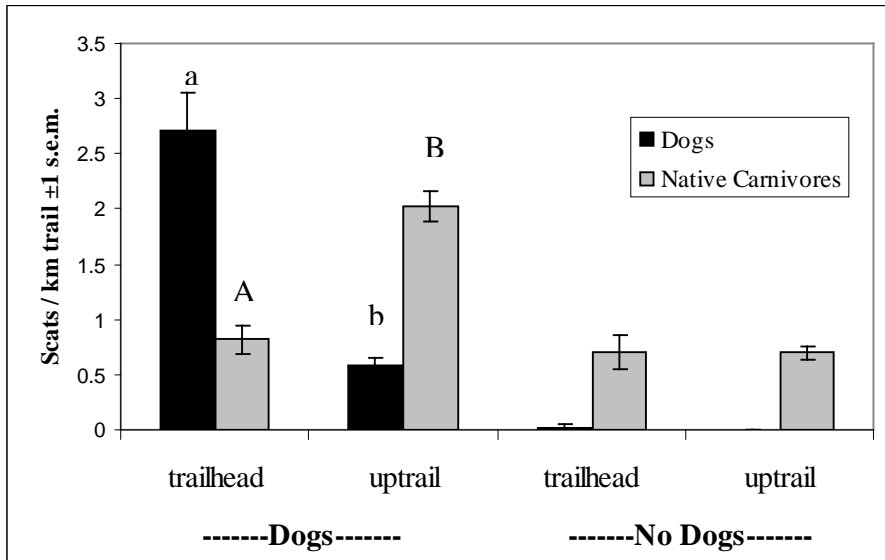 Scats / km trail ±1 s.e.m.
3.5
3
2.5
2
1.5
1
0.5
0
a
A
b
B
Dogs
Native Carnivores
trailhead uptrail trailhead uptrail
-------Dogs------- -------No Dogs-------